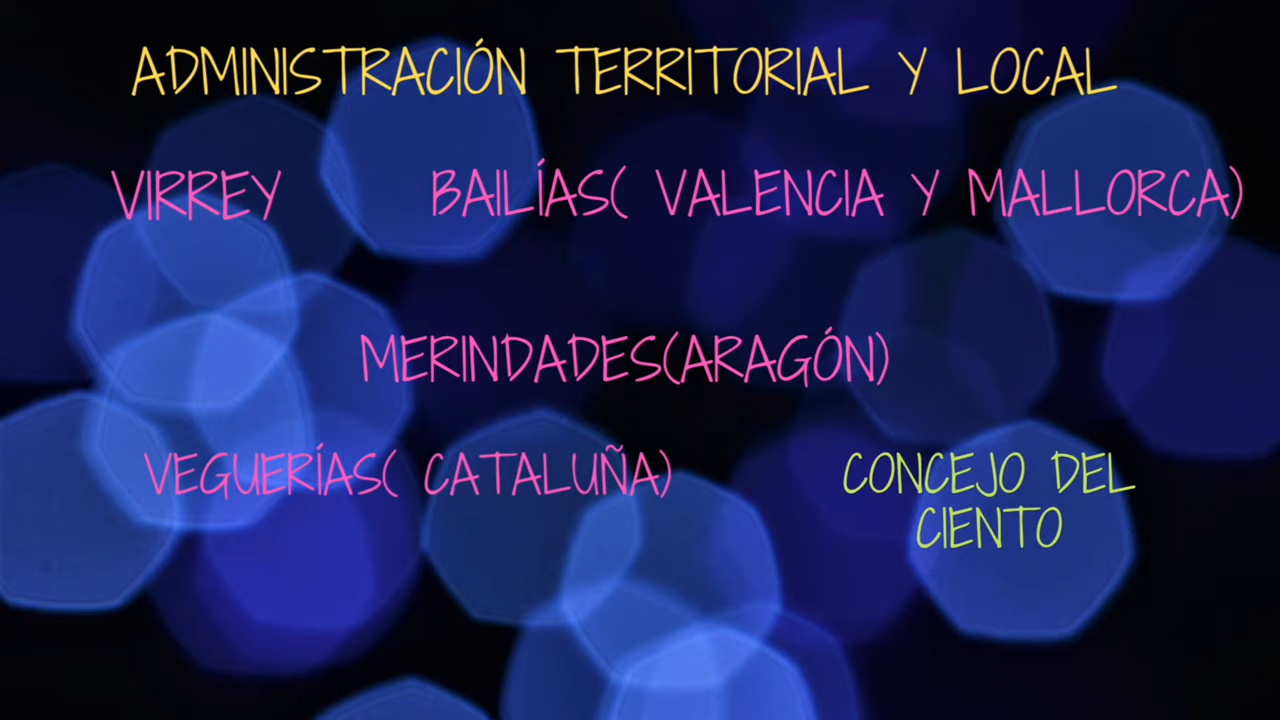 ADMINISTRACIÓN TERRITORIAL Y LOCAL
VIRREY
BAILÍAS( VALENCIA Y MALLORCA)
MERINDADES(ARAGÓN)
VEGUERÍAS( CATALUÑA)
CONCEJO DEL
CIENTO